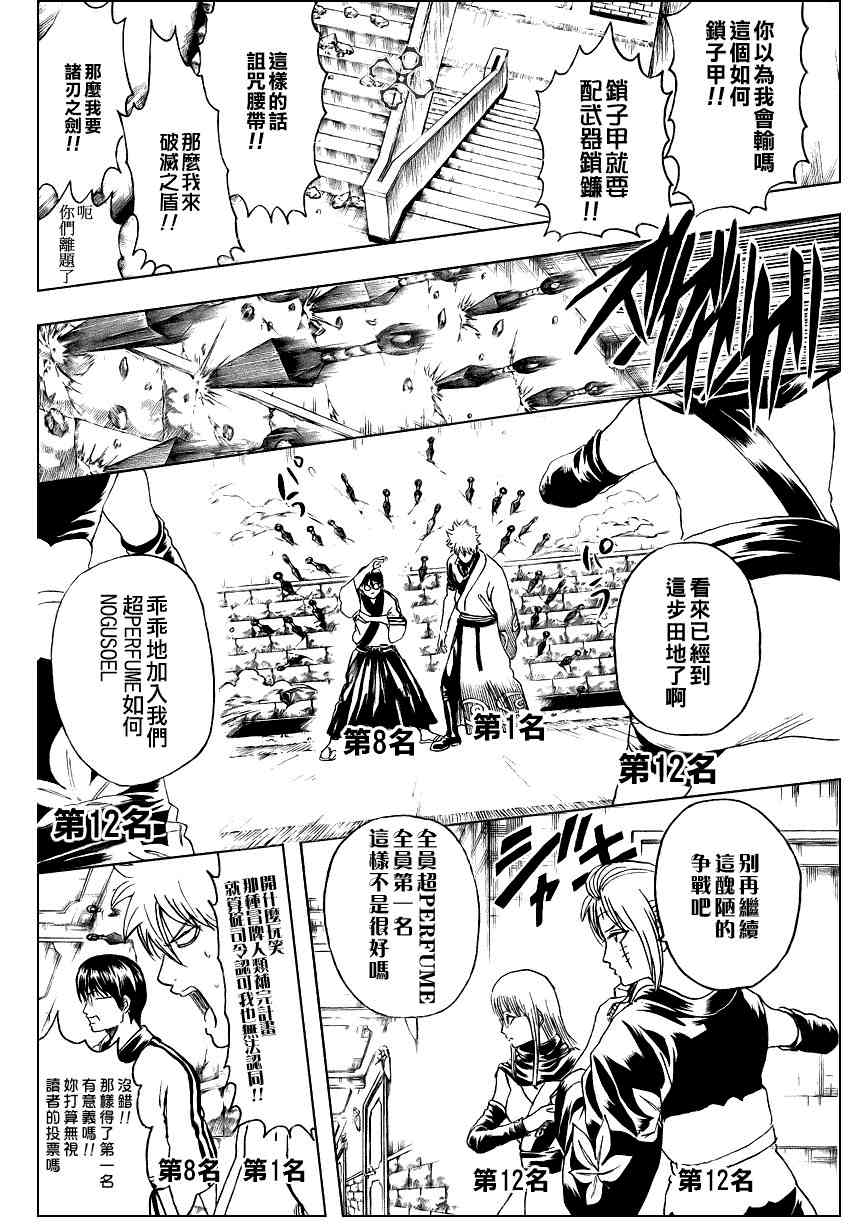 你以為我會輸嗎
這個如何
鎖子甲!!
鎖子甲就要
配武器鎖鐮!!
這樣的話
詛咒腰帶!!
那麼我來
破滅之盾!!
那麼我要
諸刃之劍!!
呃
你們離題了
看來已經到
這步田地了啊
乖乖地加入我們
超PERFUME如何
NOGUSOEL
第12名
第1名
第8名
第12名
別再繼續
這醜陋的
爭戰吧
ジャキ
全員超PERFUME
全員第一名
這樣不是很好嗎
第12名
第12名
開什麼玩笑
那種冒牌人類補完計畫
就算碇司令認可我也無法認同!!
第1名
沒錯!!
那樣得了第一名
有意義嗎!!
妳打算無視
讀者的投票嗎
第8名